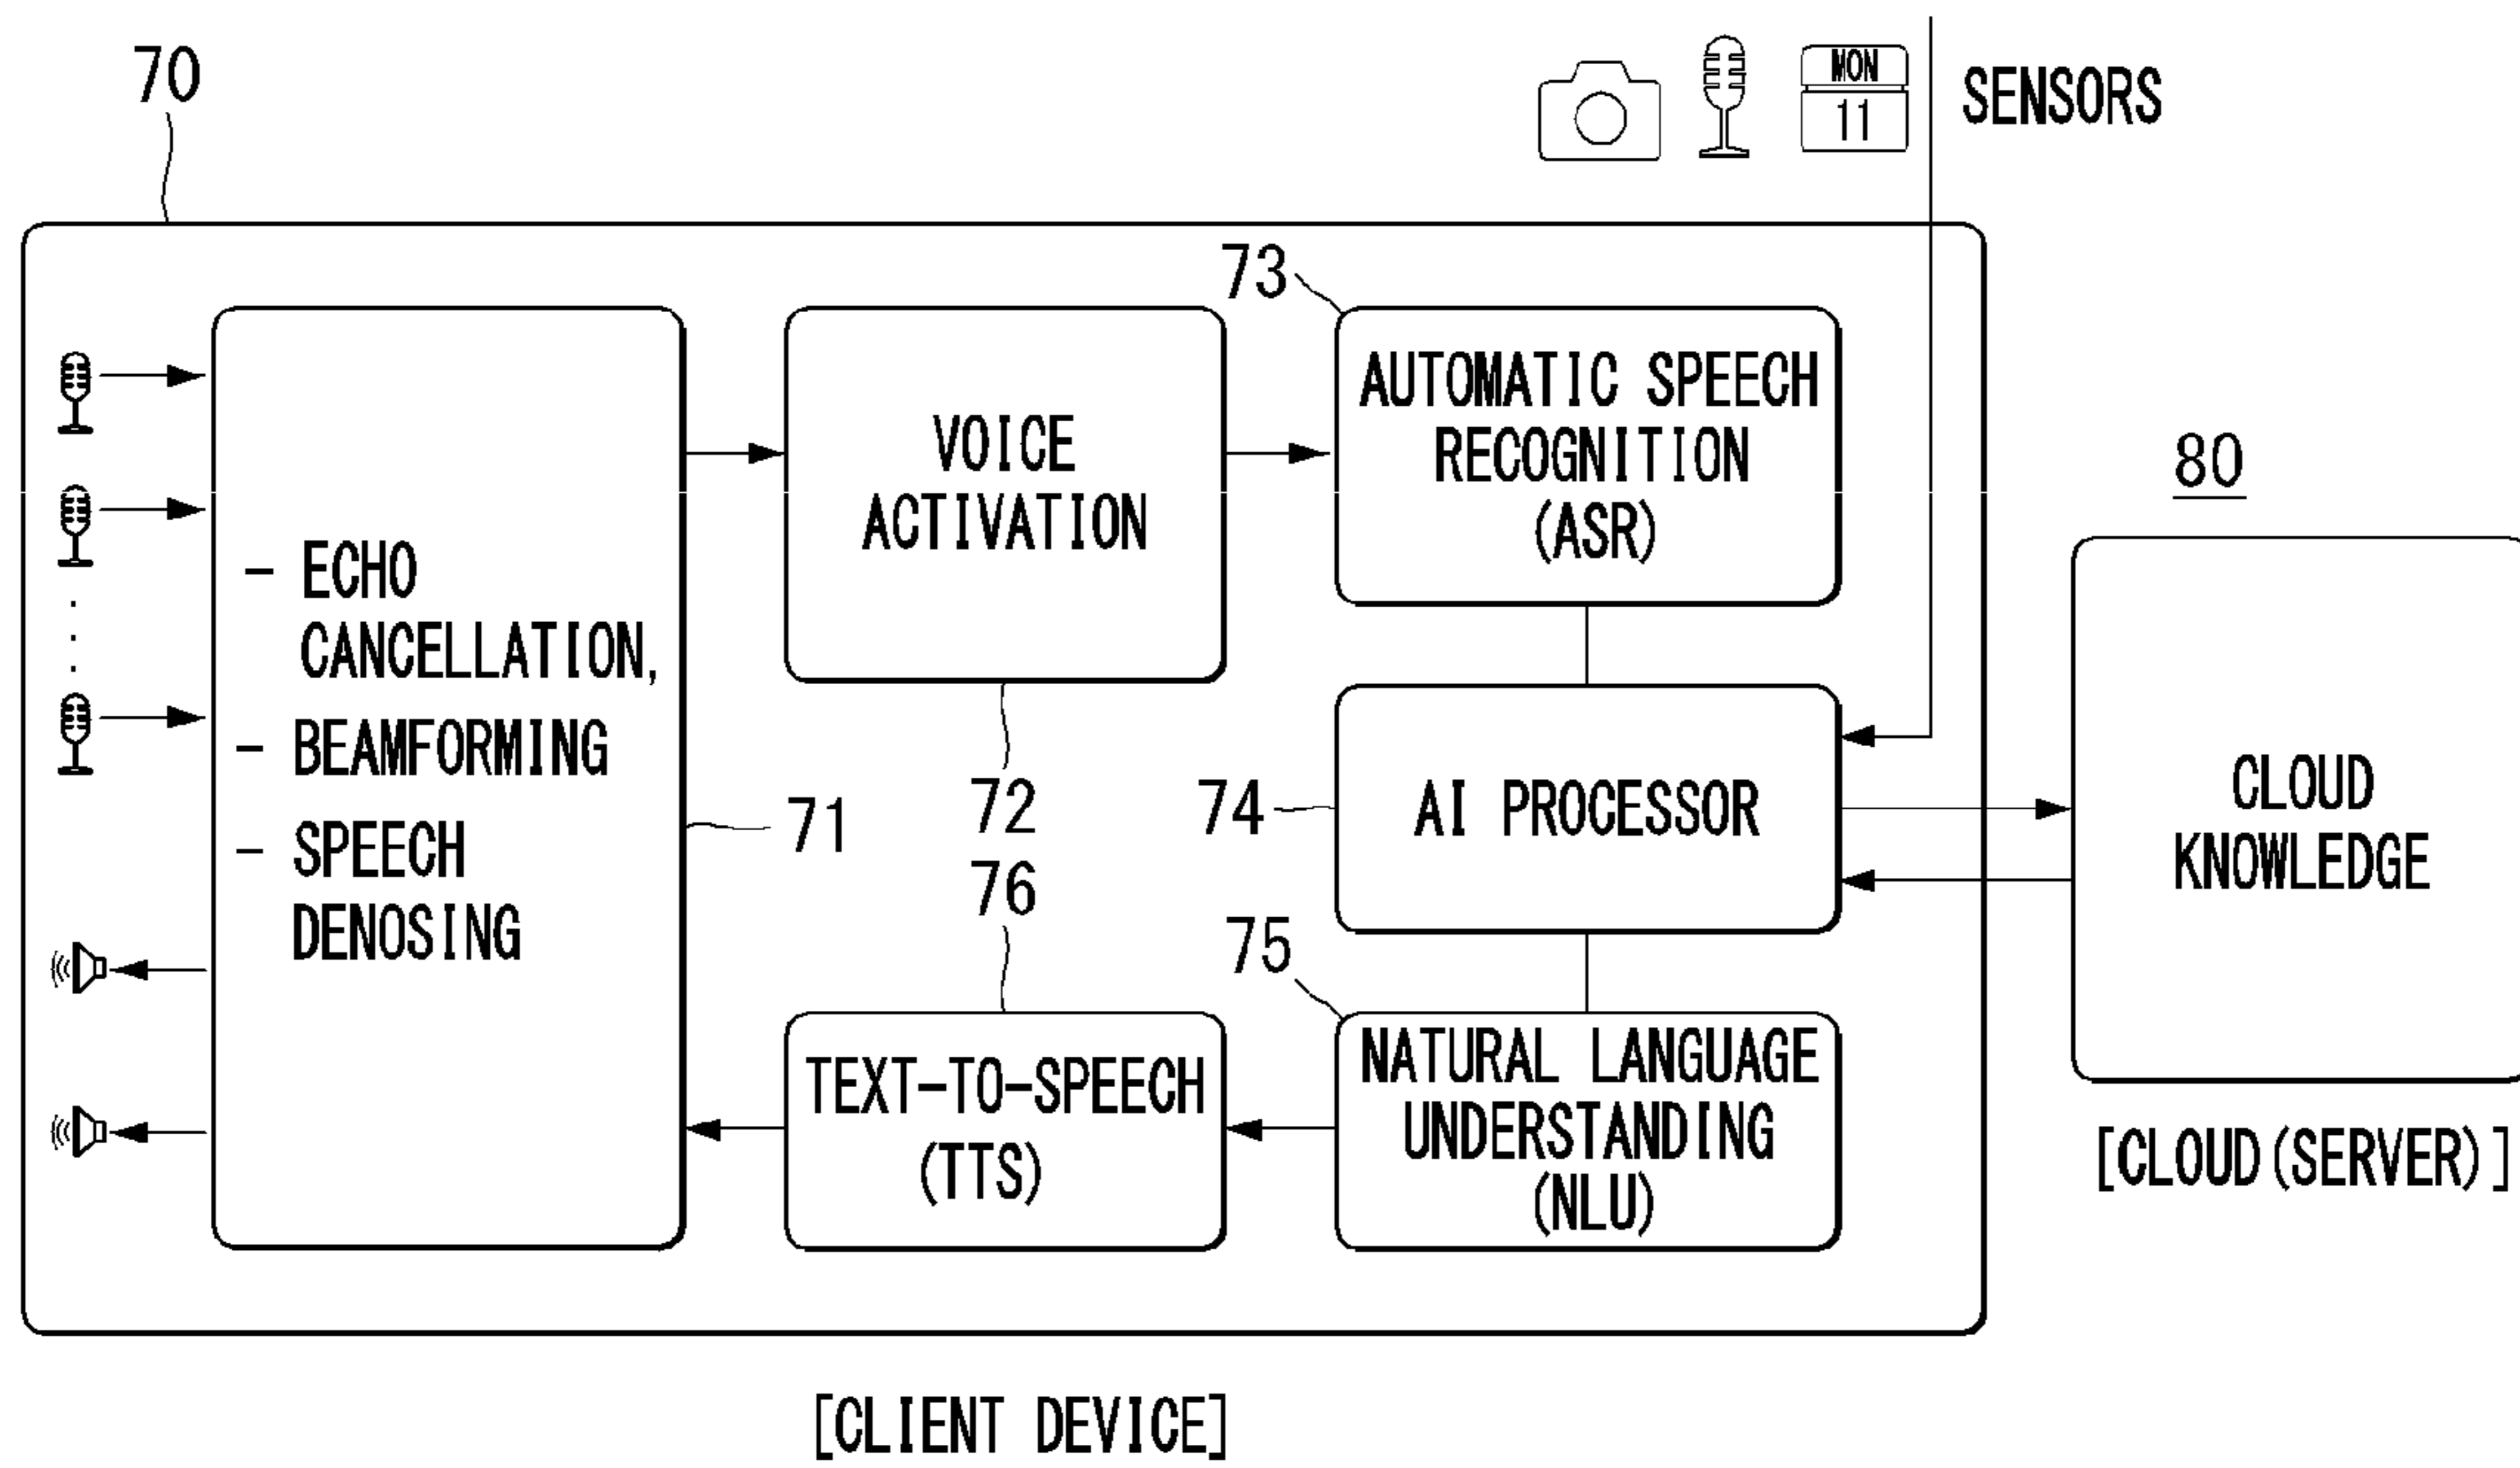 70
MON
11
SENSORS
73
- ECHO
CANCELLATION,
- BEAMFORMING
- SPEECH
DENOSING
71
VOICE
ACTIVATION
72
AUTOMATIC SPEECH
RECOGNITION
(ASR)
74
AI PROCESSOR
76
TEXT-TO-SPEECH
(TTS)
75
NATURAL LANGUAGE
UNDERSTANDING
(NLU)
80
CLOUD
KNOWLEDGE
[CLOUD(SERVER)]
[CLIENT DEVICE]